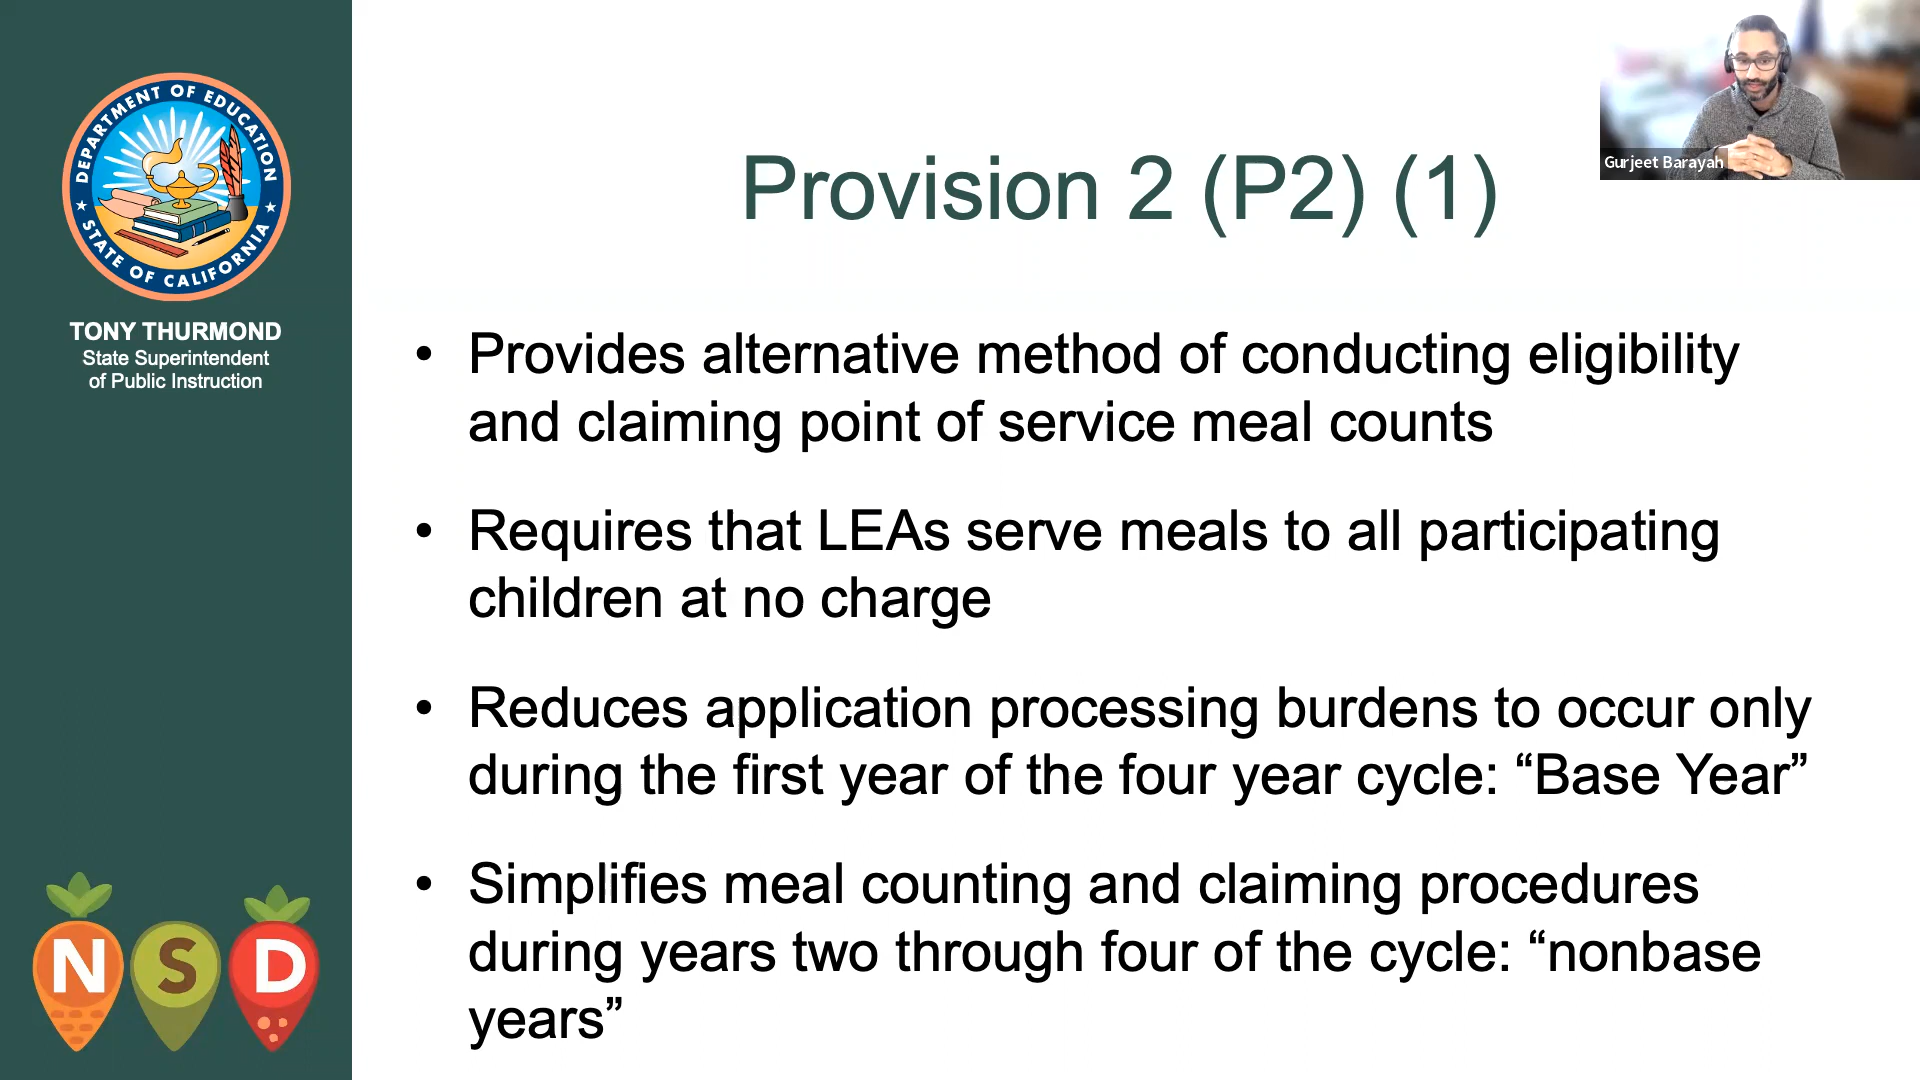 DEPARTMENT OF EDUCATION
STATE OF CALIFORNIA
TONY THURMOND
State Superintendent
of Public Instruction
N S D
Gurjeet Barayah
Provision 2 (P2) (1)
• Provides alternative method of conducting eligibility
and claiming point of service meal counts
• Requires that LEAs serve meals to all participating
children at no charge
• Reduces application processing burdens to occur only
during the first year of the four year cycle: “Base Year”
• Simplifies meal counting and claiming procedures
during years two through four of the cycle: “nonbase
years”